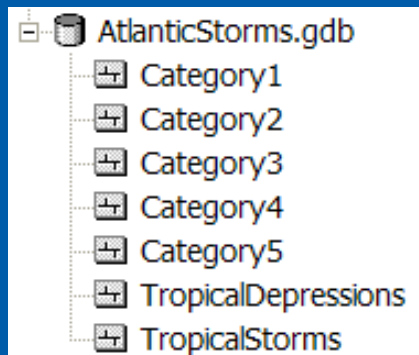 AtlanticStorms.gdb
Category1
Category2
Category3
Category4
Category5
TropicalDepressions
TropicalStorms